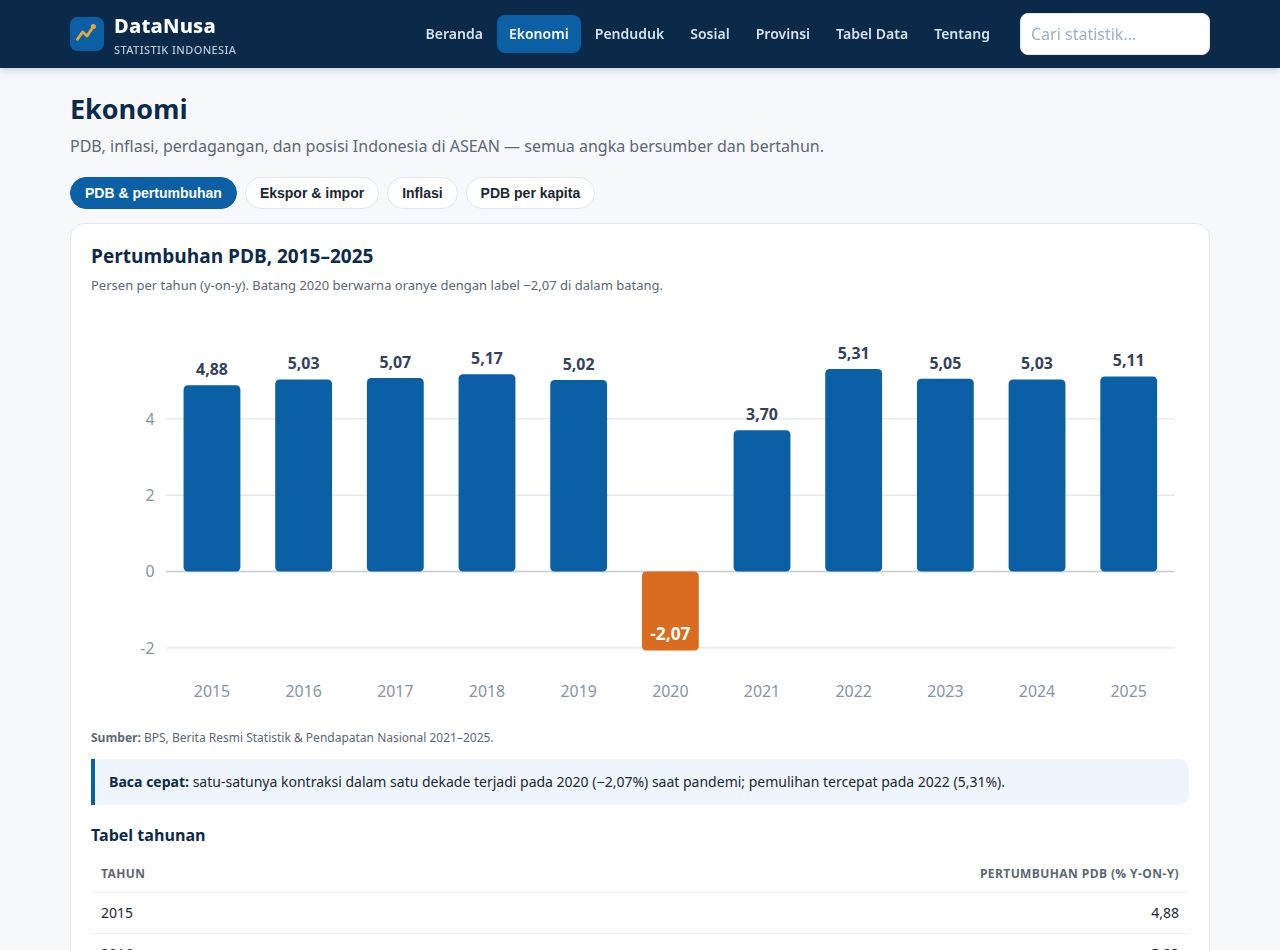 DataNusa
STATISTIK INDONESIA
Beranda
Ekonomi
Penduduk
Sosial
Provinsi
Tabel Data
Tentang
Cari statistik...
Ekonomi
PDB, inflasi, perdagangan, dan posisi Indonesia di ASEAN — semua angka bersumber dan bertahun.
PDB & pertumbuhan
Ekspor & impor
Inflasi
PDB per kapita
Pertumbuhan PDB, 2015–2025
Persen per tahun (y-on-y). Batang 2020 berwarna oranye dengan label −2,07 di dalam batang.
4,88 5,03 5,07 5,17 5,02 3,70 5,31 5,05 5,03 5,11
4
2
0
-2
-2,07
2015 2016 2017 2018 2019 2020 2021 2022 2023 2024 2025
Sumber: BPS, Berita Resmi Statistik & Pendapatan Nasional 2021–2025.
Baca cepat: satu-satunya kontraksi dalam satu dekade terjadi pada 2020 (−2,07%) saat pandemi; pemulihan tercepat pada 2022 (5,31%).
Tabel tahunan
TAHUN PERTUMBUHAN PDB (% Y-ON-Y)
2015 4,88